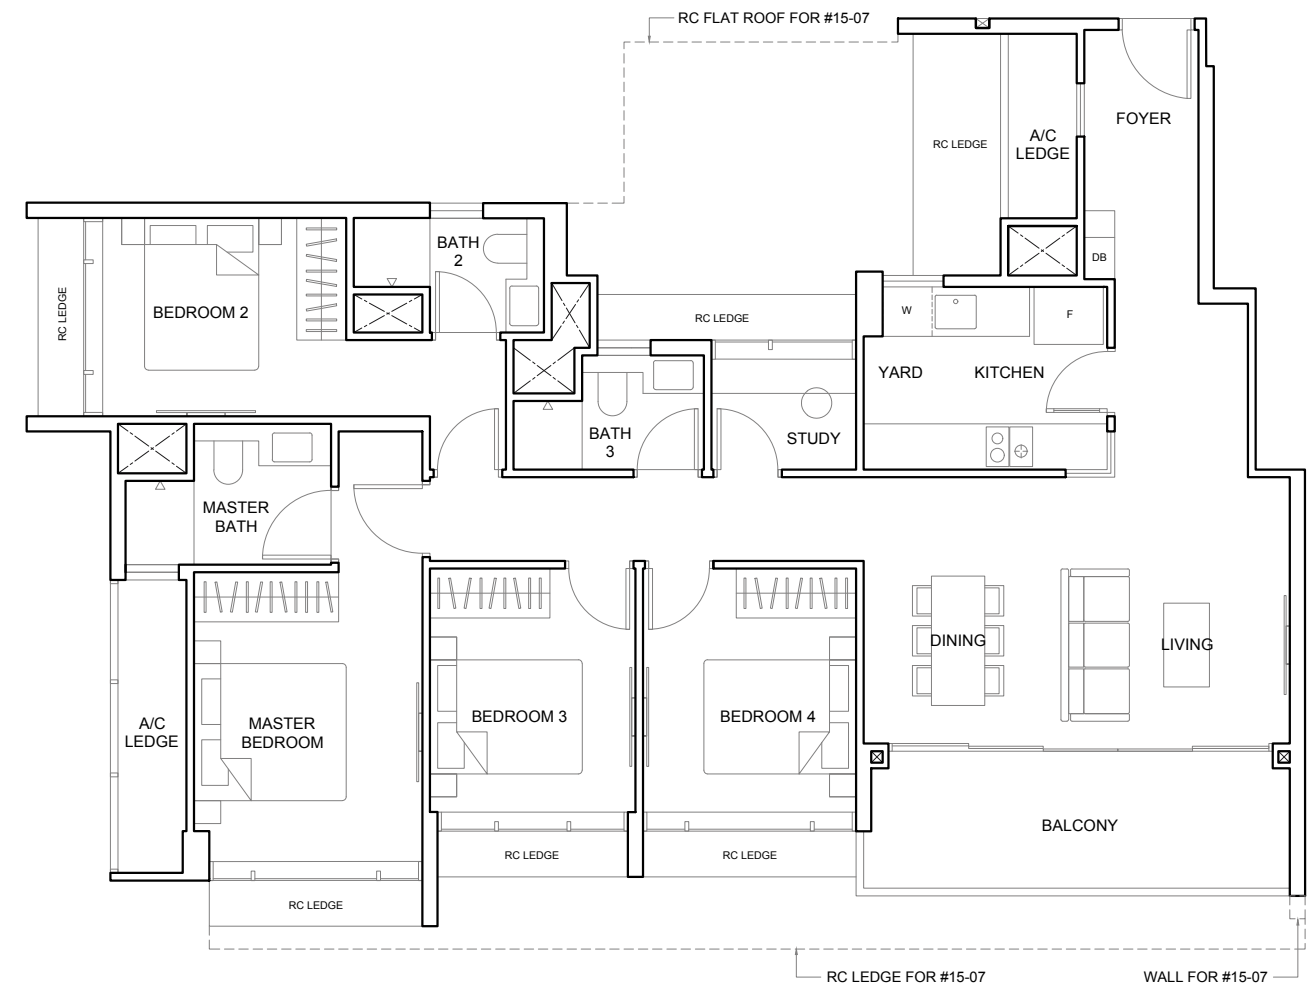 RC FLAT ROOF FOR #15-07
FOYER
A/C
LEDGE
RC LEDGE
BATH
2
DB
BEDROOM 2
RC LEDGE
RC LEDGE
W
F
YARD
KITCHEN
STUDY
BATH
3
MASTER
BATH
DINING
LIVING
A/C
LEDGE
MASTER
BEDROOM
BEDROOM 3
BEDROOM 4
BALCONY
RC LEDGE
RC LEDGE
RC LEDGE
RC LEDGE FOR #15-07
WALL FOR #15-07